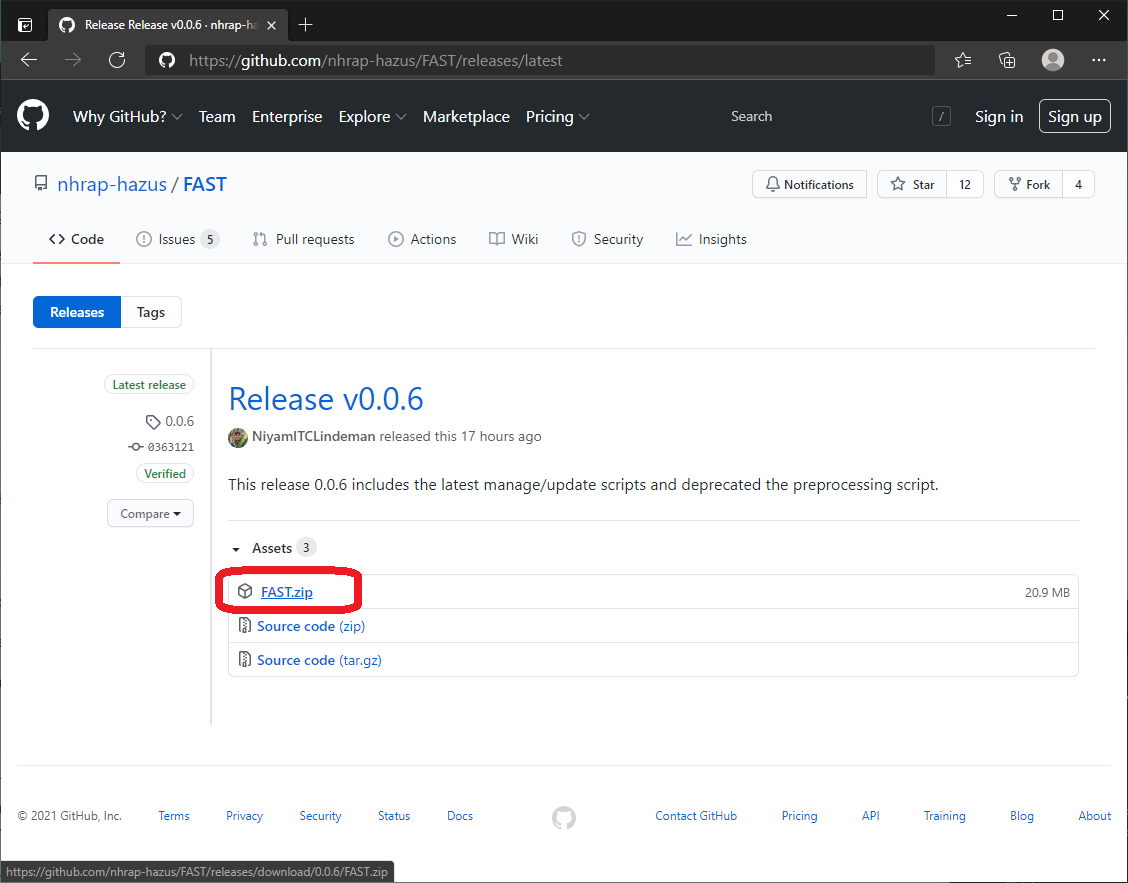 Release Release v0.0.6 · nhrap-ha
https://github.com/nhrap-hazus/FAST/releases/latest
Why GitHub? Team Enterprise Explore Marketplace Pricing Search / Sign in Sign up
nhrap-hazus / FAST Notifications Star 12 Fork 4
Code Issues 5 Pull requests Actions Wiki Security Insights
Releases Tags
Latest release
0.0.6
0363121
Verified
Compare
Release v0.0.6
NiyamITCLindeman released this 17 hours ago
This release 0.0.6 includes the latest manage/update scripts and deprecated the preprocessing script.
Assets 3
FAST.zip 20.9 MB
Source code (zip)
Source code (tar.gz)
© 2021 GitHub, Inc. Terms Privacy Security Status Docs Contact GitHub Pricing API Training Blog About
https://github.com/nhrap-hazus/FAST/releases/download/0.0.6/FAST.zip